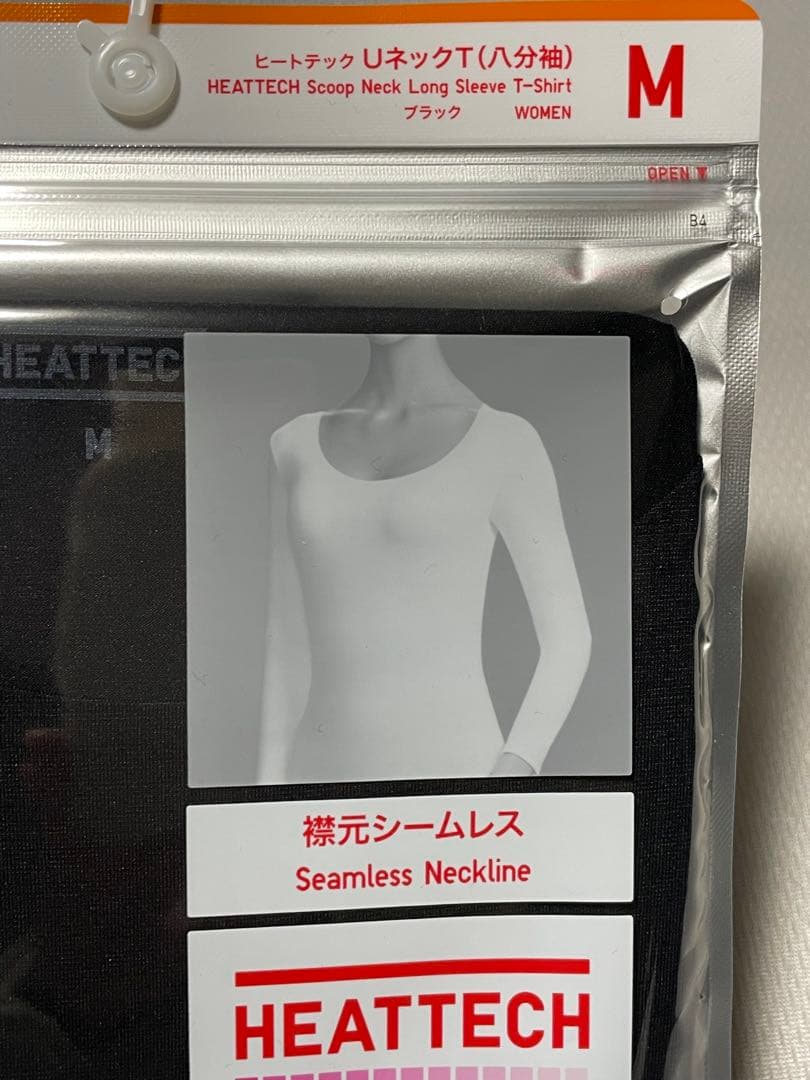 ヒートテック UネックT(八分袖)
HEATTECH Scoop Neck Long Sleeve T-Shirt
ブラック WOMEN
M
OPEN ▼
B4
HEATTEC
M
襟元シームレス
Seamless Neckline
HEATTECH